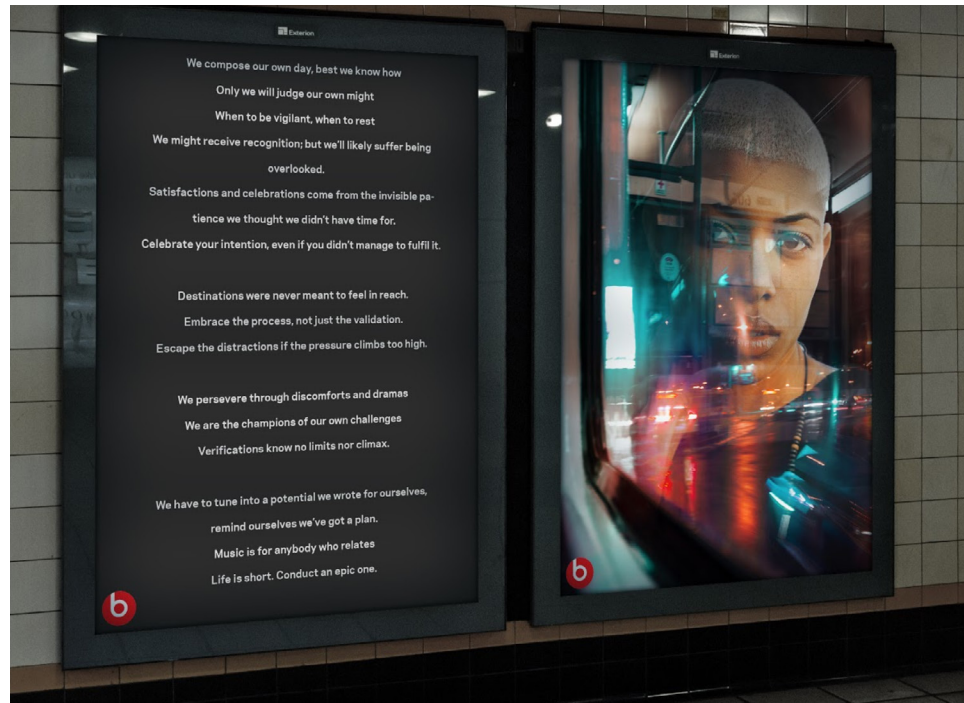 Exterion
We compose our own day, best we know how
Only we will judge our own might
When to be vigilant, when to rest
We might receive recognition; but we'll likely suffer being
overlooked.
Satisfactions and celebrations come from the invisible pa-
tience we thought we didn't have time for.
Celebrate your intention, even if you didn't manage to fulfil it.
Destinations were never meant to feel in reach.
Embrace the process, not just the validation.
Escape the distractions if the pressure climbs too high.
We persevere through discomforts and dramas
We are the champions of our own challenges
Verifications know no limits nor climax.
We have to tune into a potential we wrote for ourselves,
remind ourselves we've got a plan.
Music is for anybody who relates
Life is short. Conduct an epic one.
b
Exterion
b